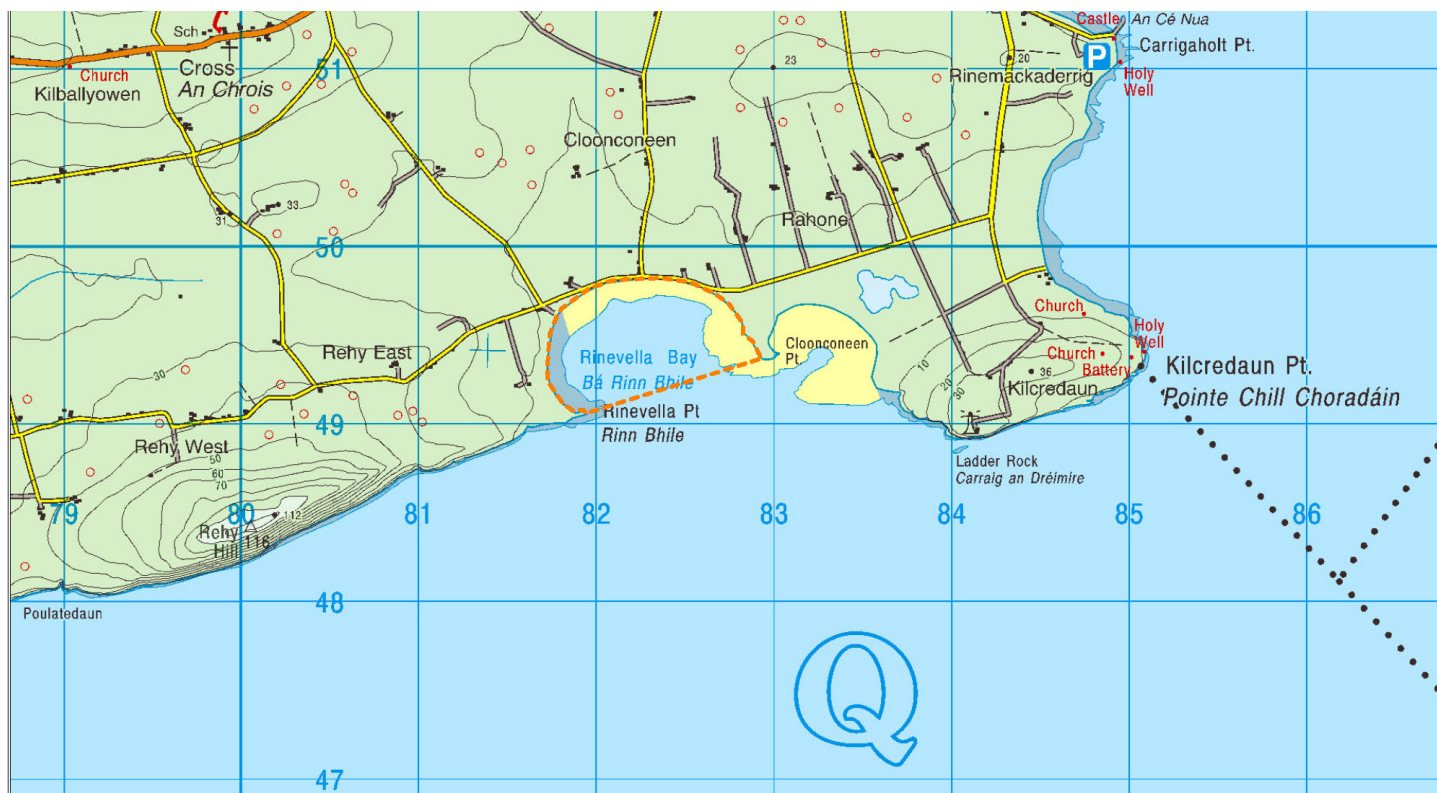 Castle
An Cé Nua
Sch
Carrigaholt Pt.
P
51
Church
Cross
An Chrois
Kilballyowen
23
20
Rinemackaderrig
Holy
Well
Cloonconeen
33
31
Rahone
50
Church
Holy
Well
Rehy East
Rinevella Bay
Bá Rinn Bhile
Cloonconeen
Pt
10
20
30
36
Church
Battery
Kilcredaun
Kilcredaun Pt.
Pointe Chill Choradáin
30
49
Rinevella Pt
Rinn Bhile
Rehy West
50
60
70
Ladder Rock
Carraig an Dréimire
79
80
81
82
83
84
85
86
112
Rehy
Hill
116
48
Poulatedaun
Q
47